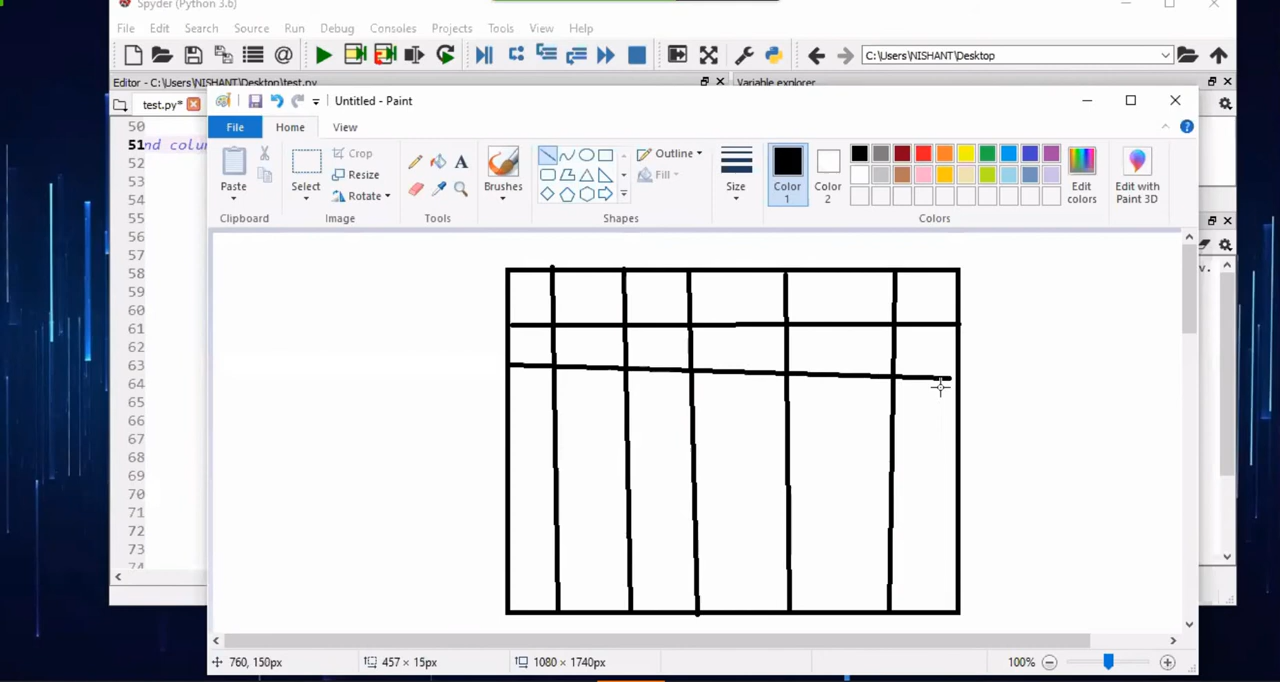 Spyder (Python 3.6)
File Edit Search Source Run Debug Consoles Projects Tools View Help
C:\Users\NISHANT\Desktop
Editor - C:\Users\NISHANT\Desktop\test.py
Variable explorer
test.py*
Untitled - Paint
File Home View
Paste
Clipboard
Select
Crop
Resize
Rotate
Image
A
Tools
Brushes
Outline
Fill
Shapes
Size
Color 1
Color 2
Edit colors
Colors
Edit with Paint 3D
50
51 nd colu
52
53
54
55
56
57
58
59
60
61
62
63
64
65
66
67
68
69
70
71
72
73
74
760, 150px
457 × 15px
1080 × 1740px
100%